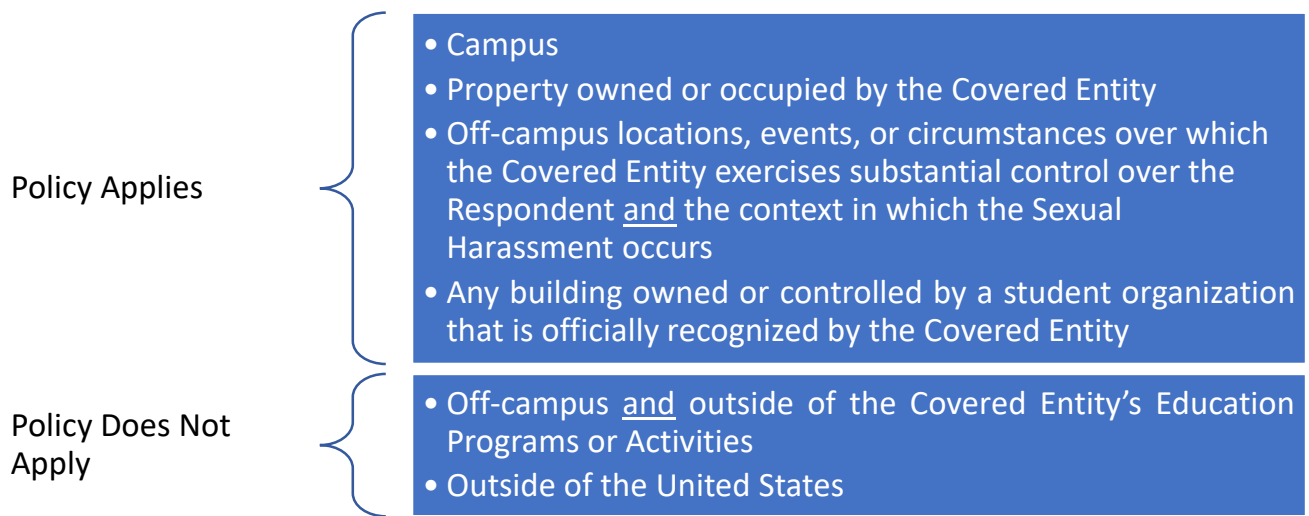 Policy Applies
• Campus
• Property owned or occupied by the Covered Entity
• Off-campus locations, events, or circumstances over which
the Covered Entity exercises substantial control over the
Respondent and the context in which the Sexual
Harassment occurs
• Any building owned or controlled by a student organization
that is officially recognized by the Covered Entity
Policy Does Not
Apply
• Off-campus and outside of the Covered Entity’s Education
Programs or Activities
• Outside of the United States